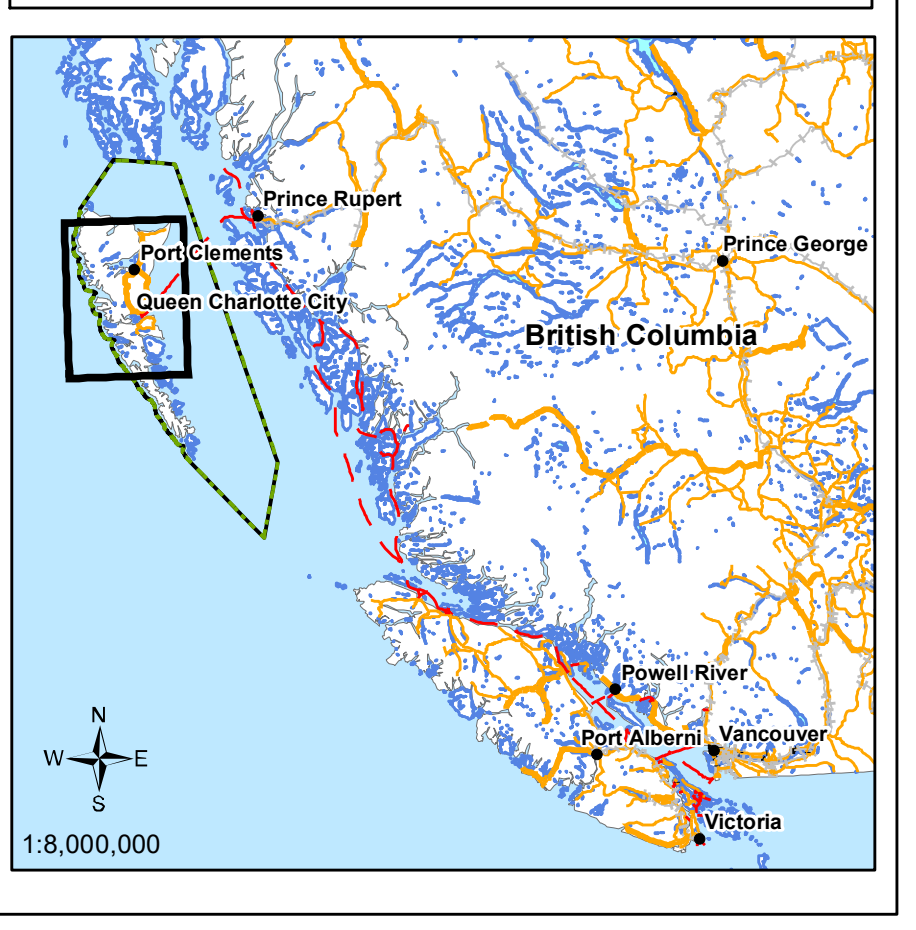 Prince Rupert
Port Clements
Prince George
Queen Charlotte City
British Columbia
Powell River
N
Port Alberni
Vancouver
W
E
S
Victoria
1:8,000,000